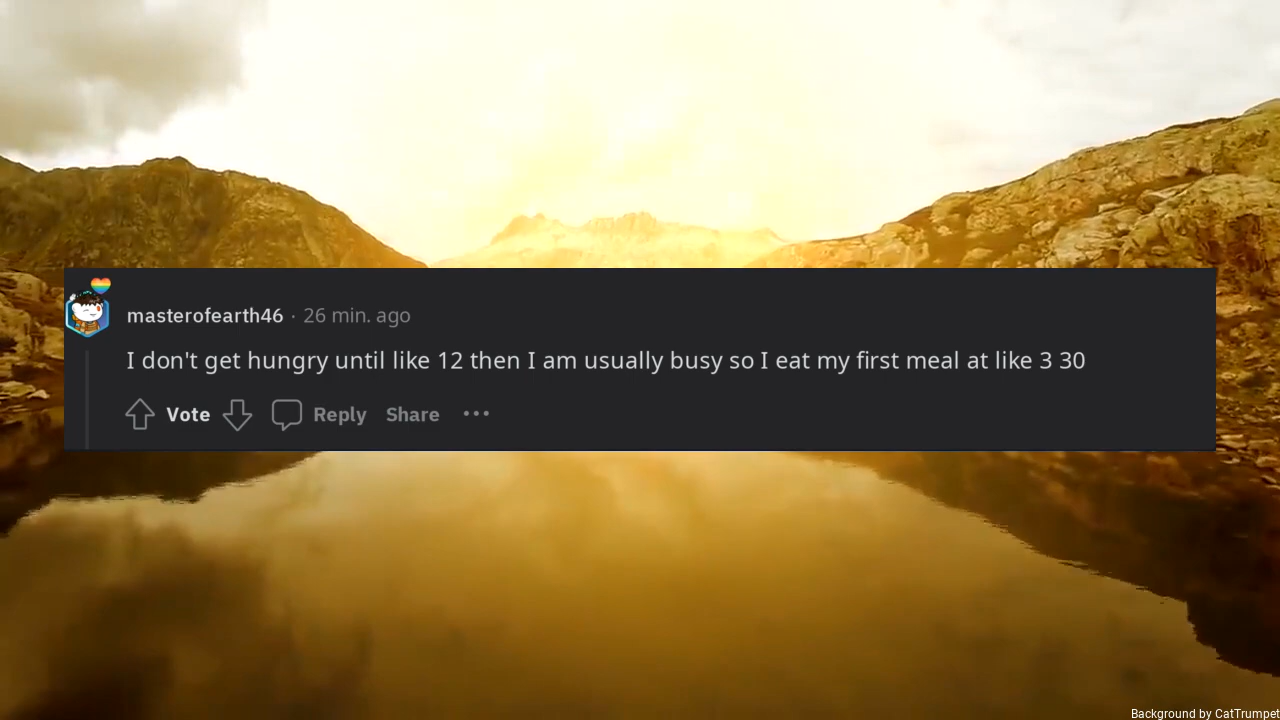 masterofearth46 · 26 min. ago
I don't get hungry until like 12 then I am usually busy so I eat my first meal at like 3 30
Vote Reply Share
Background by CatTrumpet